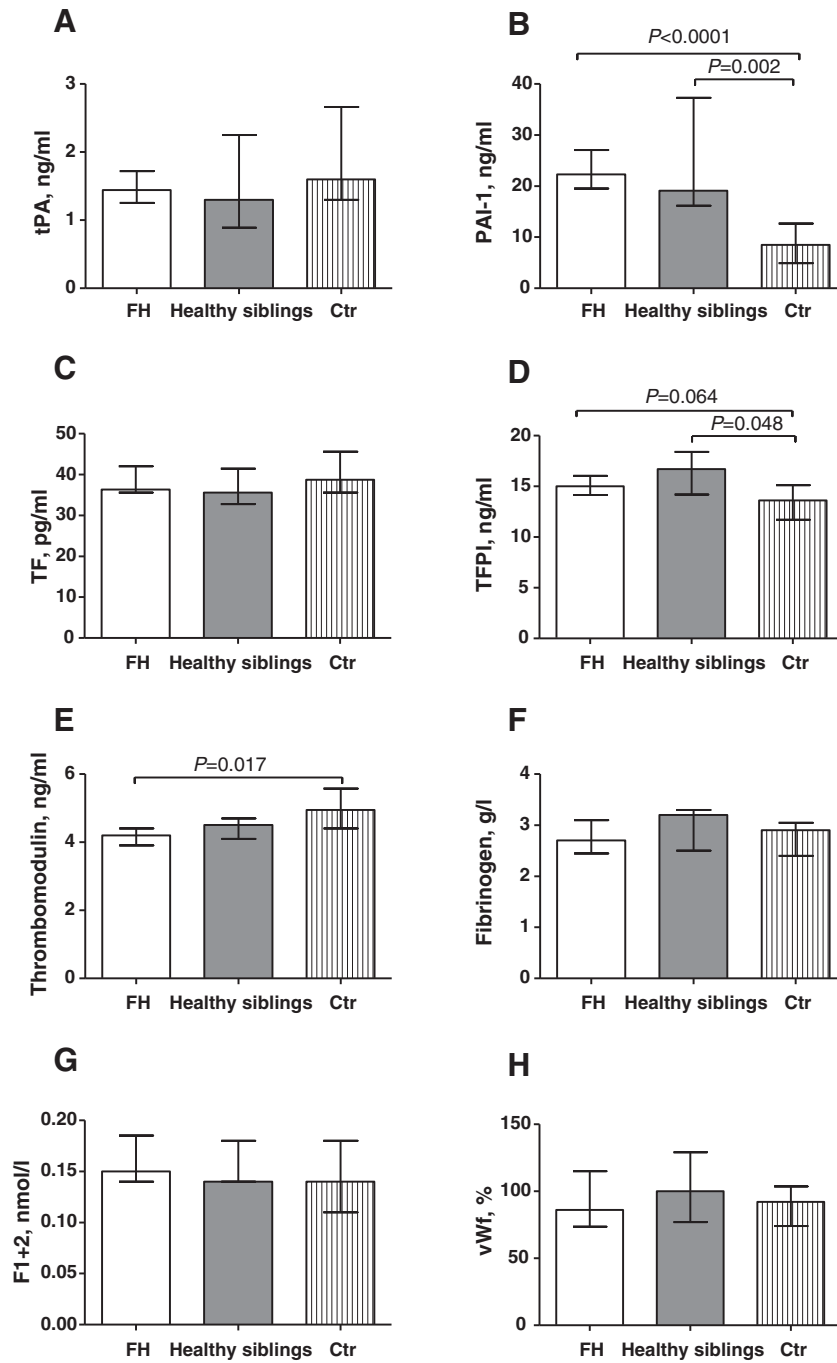 A
tPA, ng/ml
3
2
1
0
FH Healthy siblings Ctr
B
P<0.0001
P=0.002
PAI-1, ng/ml
40
30
20
10
0
FH Healthy siblings Ctr
C
TF, pg/ml
50
40
30
20
10
0
FH Healthy siblings Ctr
D
P=0.064
P=0.048
TFPI, ng/ml
20
15
10
5
0
FH Healthy siblings Ctr
E
P=0.017
Thrombomodulin, ng/ml
6
4
2
0
FH Healthy siblings Ctr
F
Fibrinogen, g/l
4
3
2
1
0
FH Healthy siblings Ctr
G
F1+2, nmol/l
0.20
0.15
0.10
0.05
0.00
FH Healthy siblings Ctr
H
vWf, %
150
100
50
0
FH Healthy siblings Ctr